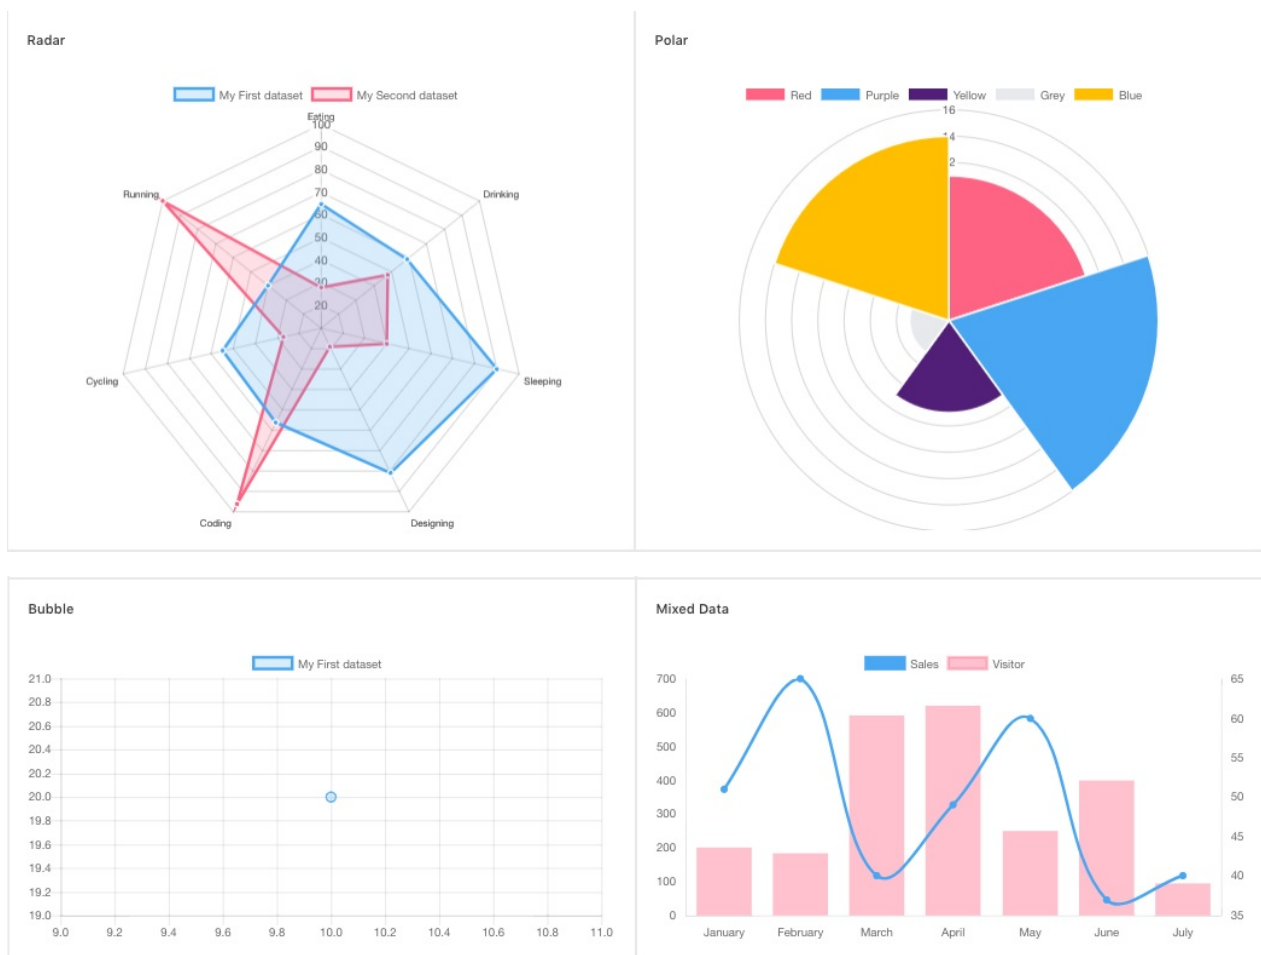 Radar
My First dataset My Second dataset
Eating
100
90
80
70
60
50
40
30
20
Running
Drinking
Cycling
Sleeping
Coding
Designing
Polar
Red Purple Yellow Grey Blue
16
14
2
Bubble
My First dataset
21.0
20.8
20.6
20.4
20.2
20.0
19.8
19.6
19.4
19.2
19.0
9.0 9.2 9.4 9.6 9.8 10.0 10.2 10.4 10.6 10.8 11.0
Mixed Data
Sales Visitor
700
600
500
400
300
200
100
0
65
60
55
50
45
40
35
January February March April May June July